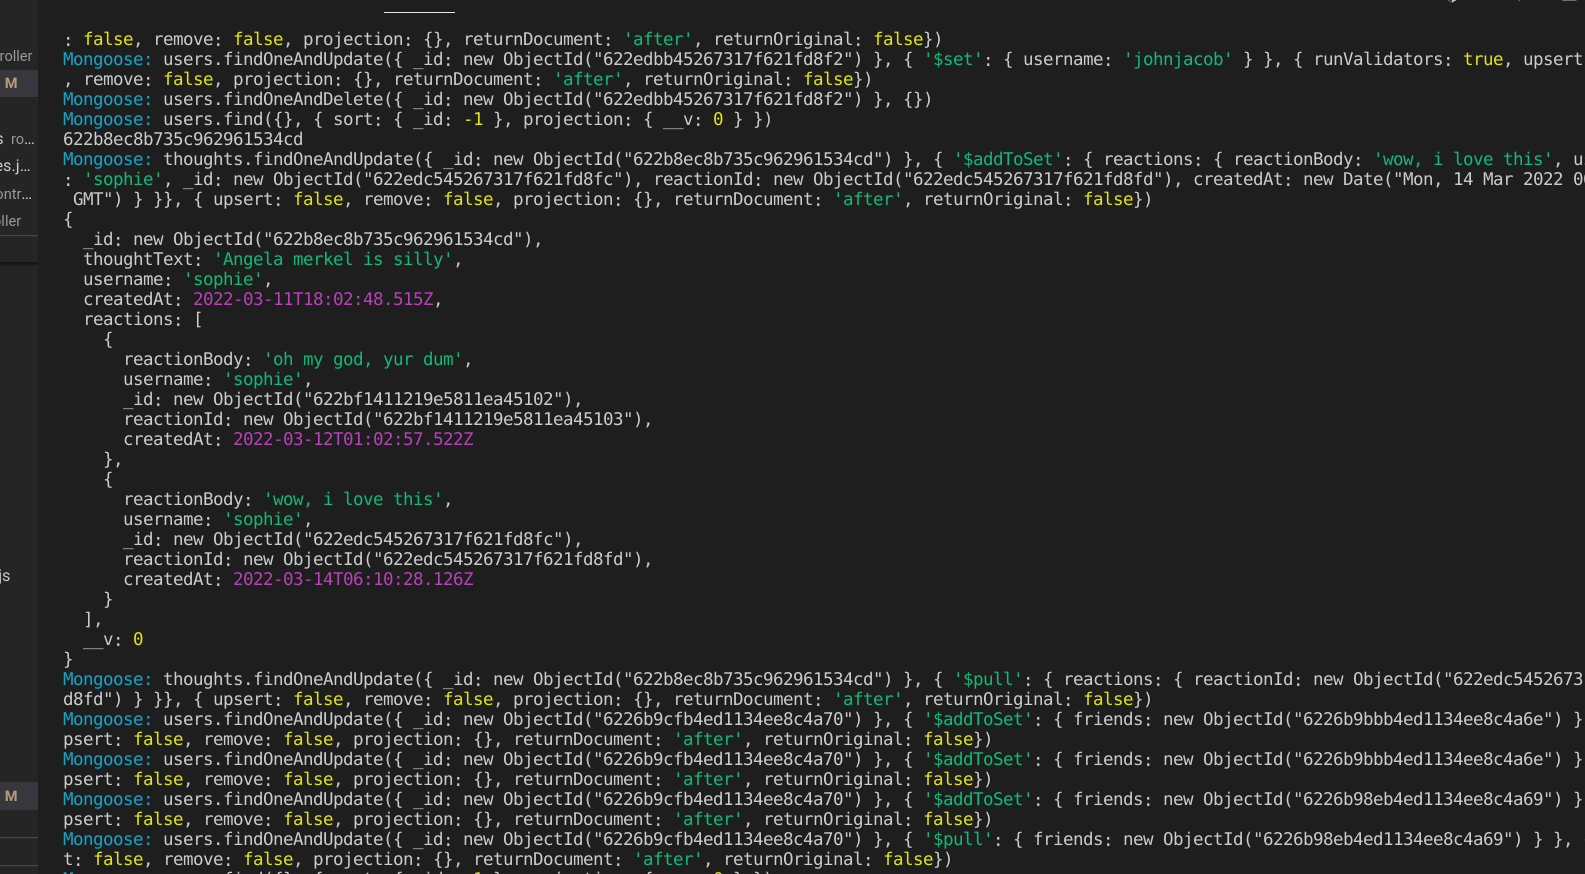 : false, remove: false, projection: {}, returnDocument: 'after', returnOriginal: false})
roller
Mongoose: users.findOneAndUpdate({ _id: new ObjectId("622edbb45267317f621fd8f2") }, { '$set': { username: 'johnjacob' } }, { runValidators: true, upsert
M
, remove: false, projection: {}, returnDocument: 'after', returnOriginal: false})
Mongoose: users.findOneAndDelete({ _id: new ObjectId("622edbb45267317f621fd8f2") }, {})
Mongoose: users.find({}, { sort: { _id: -1 }, projection: { __v: 0 } })
s ro...
622b8ec8b735c962961534cd
es.j...
Mongoose: thoughts.findOneAndUpdate({ _id: new ObjectId("622b8ec8b735c962961534cd") }, { '$addToSet': { reactions: { reactionBody: 'wow, i love this', u
: 'sophie', _id: new ObjectId("622edc545267317f621fd8fc"), reactionId: new ObjectId("622edc545267317f621fd8fd"), createdAt: new Date("Mon, 14 Mar 2022 0
ontr...
GMT") } }}, { upsert: false, remove: false, projection: {}, returnDocument: 'after', returnOriginal: false})
oller
{
_id: new ObjectId("622b8ec8b735c962961534cd"),
thoughtText: 'Angela merkel is silly',
username: 'sophie',
createdAt: 2022-03-11T18:02:48.515Z,
reactions: [
{
reactionBody: 'oh my god, yur dum',
username: 'sophie',
_id: new ObjectId("622bf1411219e5811ea45102"),
reactionId: new ObjectId("622bf1411219e5811ea45103"),
createdAt: 2022-03-12T01:02:57.522Z
},
{
reactionBody: 'wow, i love this',
username: 'sophie',
_id: new ObjectId("622edc545267317f621fd8fc"),
reactionId: new ObjectId("622edc545267317f621fd8fd"),
js
createdAt: 2022-03-14T06:10:28.126Z
}
],
__v: 0
}
Mongoose: thoughts.findOneAndUpdate({ _id: new ObjectId("622b8ec8b735c962961534cd") }, { '$pull': { reactions: { reactionId: new ObjectId("622edc5452673
d8fd") } }}, { upsert: false, remove: false, projection: {}, returnDocument: 'after', returnOriginal: false})
Mongoose: users.findOneAndUpdate({ _id: new ObjectId("6226b9cfb4ed1134ee8c4a70") }, { '$addToSet': { friends: new ObjectId("6226b9bbb4ed1134ee8c4a6e") }
psert: false, remove: false, projection: {}, returnDocument: 'after', returnOriginal: false})
Mongoose: users.findOneAndUpdate({ _id: new ObjectId("6226b9cfb4ed1134ee8c4a70") }, { '$addToSet': { friends: new ObjectId("6226b9bbb4ed1134ee8c4a6e") }
psert: false, remove: false, projection: {}, returnDocument: 'after', returnOriginal: false})
M
Mongoose: users.findOneAndUpdate({ _id: new ObjectId("6226b9cfb4ed1134ee8c4a70") }, { '$addToSet': { friends: new ObjectId("6226b98eb4ed1134ee8c4a69") }
psert: false, remove: false, projection: {}, returnDocument: 'after', returnOriginal: false})
Mongoose: users.findOneAndUpdate({ _id: new ObjectId("6226b9cfb4ed1134ee8c4a70") }, { '$pull': { friends: new ObjectId("6226b98eb4ed1134ee8c4a69") } },
t: false, remove: false, projection: {}, returnDocument: 'after', returnOriginal: false})